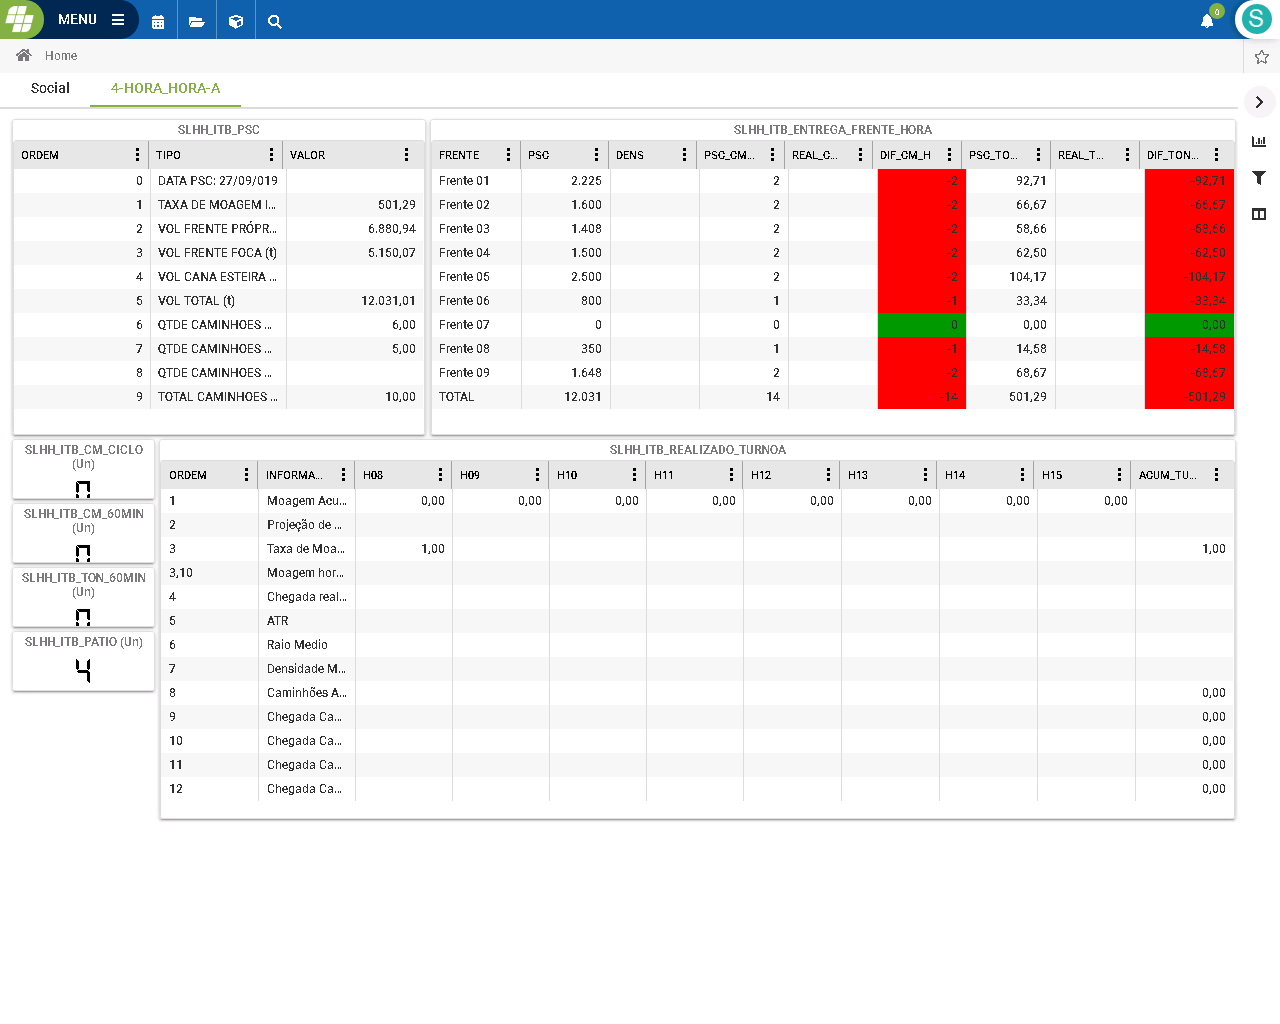 MENU
0
S
Home
Social 4-HORA_HORA-A
SLHH_ITB_PSC
ORDEM TIPO VALOR
0 DATA PSC: 27/09/019
1 TAXA DE MOAGEM I... 501,29
2 VOL FRENTE PRÓPR... 6.880,94
3 VOL FRENTE FOCA (t) 5.150,07
4 VOL CANA ESTEIRA ...
5 VOL TOTAL (t) 12.031,01
6 QTDE CAMINHOES ... 6,00
7 QTDE CAMINHOES ... 5,00
8 QTDE CAMINHOES ...
9 TOTAL CAMINHOES ... 10,00
SLHH_ITB_ENTREGA_FRENTE_HORA
FRENTE PSC DENS PSC_CM... REAL_C... DIF_CM_H PSC_TO... REAL_T... DIF_TON...
Frente 01 2.225 2 -2 92,71 -92,71
Frente 02 1.600 2 -2 66,67 -66,67
Frente 03 1.408 2 -2 58,66 -58,66
Frente 04 1.500 2 -2 62,50 -62,50
Frente 05 2.500 2 -2 104,17 -104,17
Frente 06 800 1 -1 33,34 -33,34
Frente 07 0 0 0 0,00 0,00
Frente 08 350 1 -1 14,58 -14,58
Frente 09 1.648 2 -2 68,67 -68,67
TOTAL 12.031 14 -14 501,29 -501,29
SLHH_ITB_CM_CICLO
(Un)
0
SLHH_ITB_CM_60MIN
(Un)
0
SLHH_ITB_TON_60MIN
(Un)
0
SLHH_ITB_PATIO (Un)
4
SLHH_ITB_REALIZADO_TURNOA
ORDEM INFORMA... H08 H09 H10 H11 H12 H13 H14 H15 ACUM_TU...
1 Moagem Acu... 0,00 0,00 0,00 0,00 0,00 0,00 0,00 0,00
2 Projeção de ...
3 Taxa de Moa... 1,00 1,00
3,10 Moagem hor...
4 Chegada real...
5 ATR
6 Raio Medio
7 Densidade M...
8 Caminhões A... 0,00
9 Chegada Ca... 0,00
10 Chegada Ca... 0,00
11 Chegada Ca... 0,00
12 Chegada Ca... 0,00